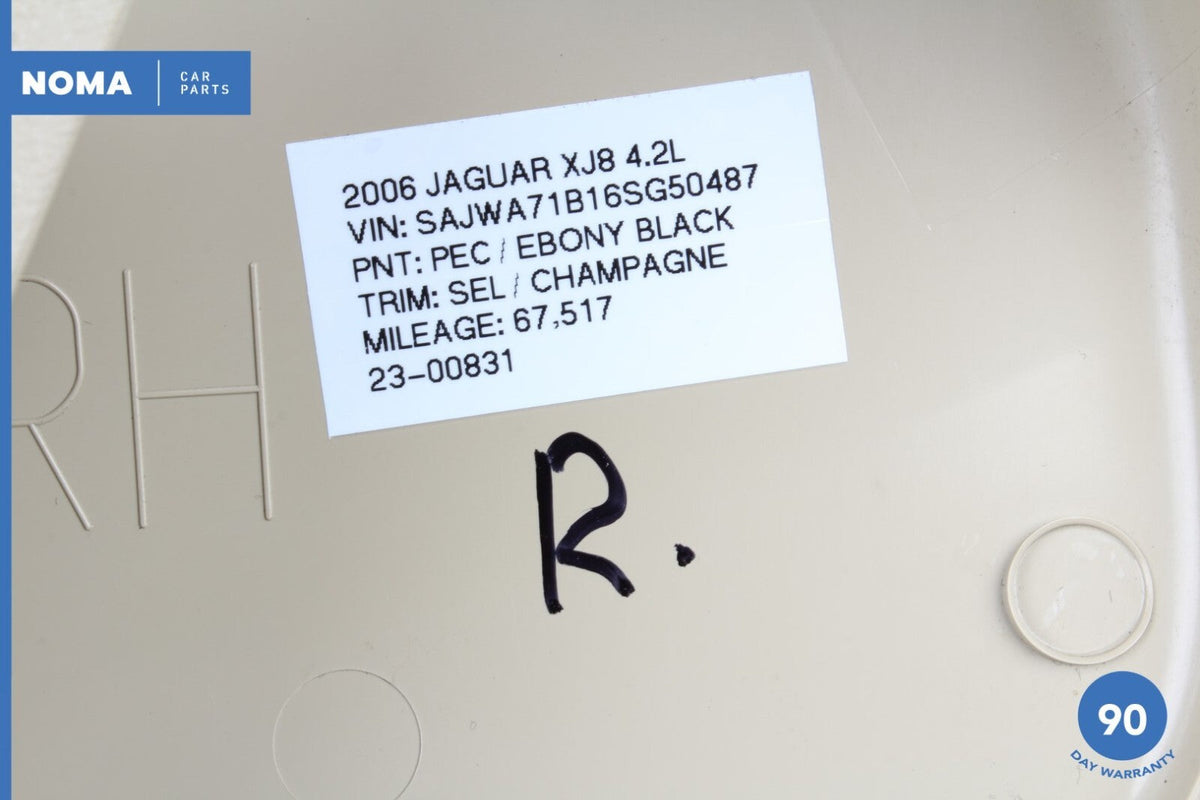 NOMA
CAR
PARTS
2006 JAGUAR XJ8 4.2L
VIN: SAJWA71B16SG50487
PNT: PEC / EBONY BLACK
TRIM: SEL / CHAMPAGNE
MILEAGE: 67,517
23-00831
RH
R.
90
DAY WARRANTY